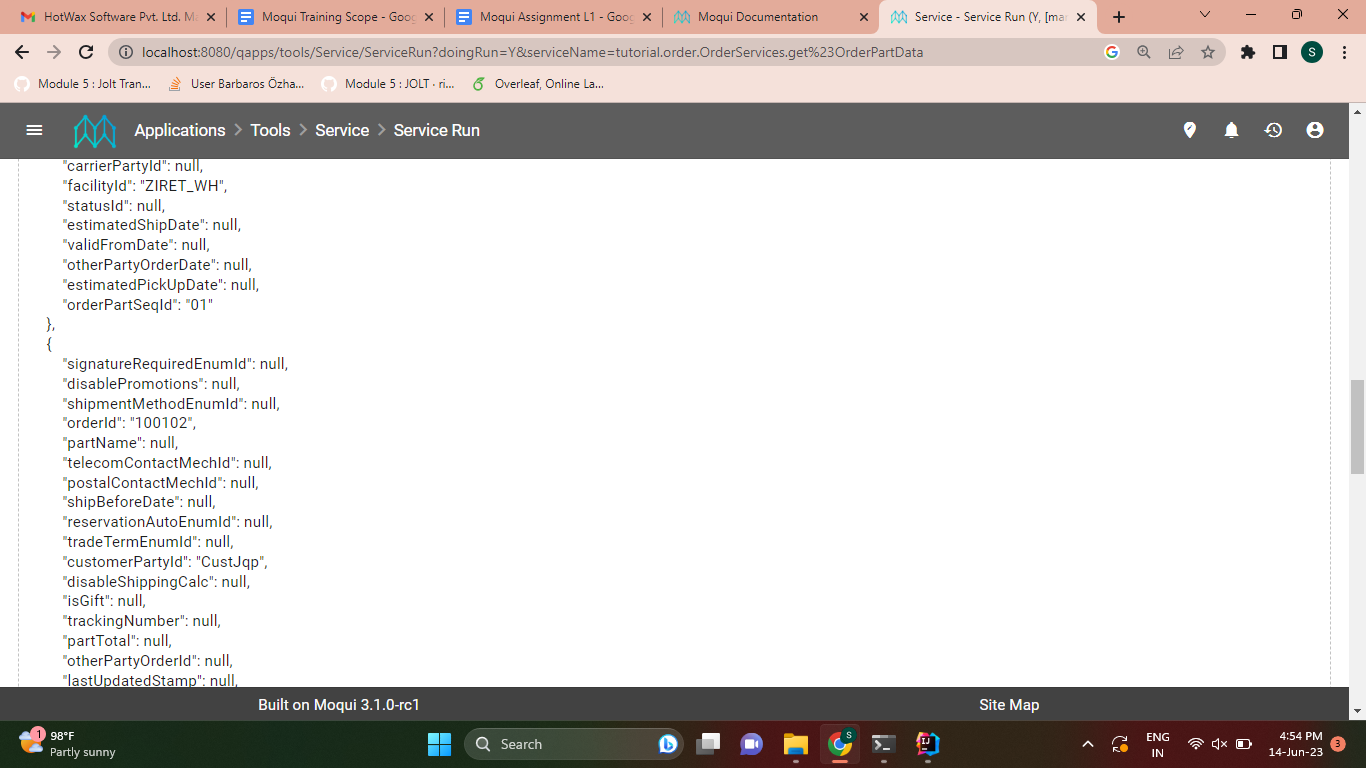 HotWax Software Pvt. Ltd. M
Moqui Training Scope - Goog
Moqui Assignment L1 - Goog
Moqui Documentation
Service - Service Run (Y, [ma
localhost:8080/qapps/tools/Service/ServiceRun?doingRun=Y&serviceName=tutorial.order.OrderServices.get%23OrderPartData
S
Module 5 : Jolt Tran...
User Barbaros Özha...
Module 5 : JOLT · ri...
Overleaf, Online La...
Applications > Tools > Service > Service Run
"carrierPartyId": null,
"facilityId": "ZIRET_WH",
"statusId": null,
"estimatedShipDate": null,
"validFromDate": null,
"otherPartyOrderDate": null,
"estimatedPickUpDate": null,
"orderPartSeqId": "01"
},
{
"signatureRequiredEnumId": null,
"disablePromotions": null,
"shipmentMethodEnumId": null,
"orderId": "100102",
"partName": null,
"telecomContactMechId": null,
"postalContactMechId": null,
"shipBeforeDate": null,
"reservationAutoEnumId": null,
"tradeTermEnumId": null,
"customerPartyId": "CustJqp",
"disableShippingCalc": null,
"isGift": null,
"trackingNumber": null,
"partTotal": null,
"otherPartyOrderId": null,
"lastUpdatedStamp": null,
Built on Moqui 3.1.0-rc1
Site Map
1
98°F
Partly sunny
Search
S
ENG
IN
4:54 PM
14-Jun-23
3